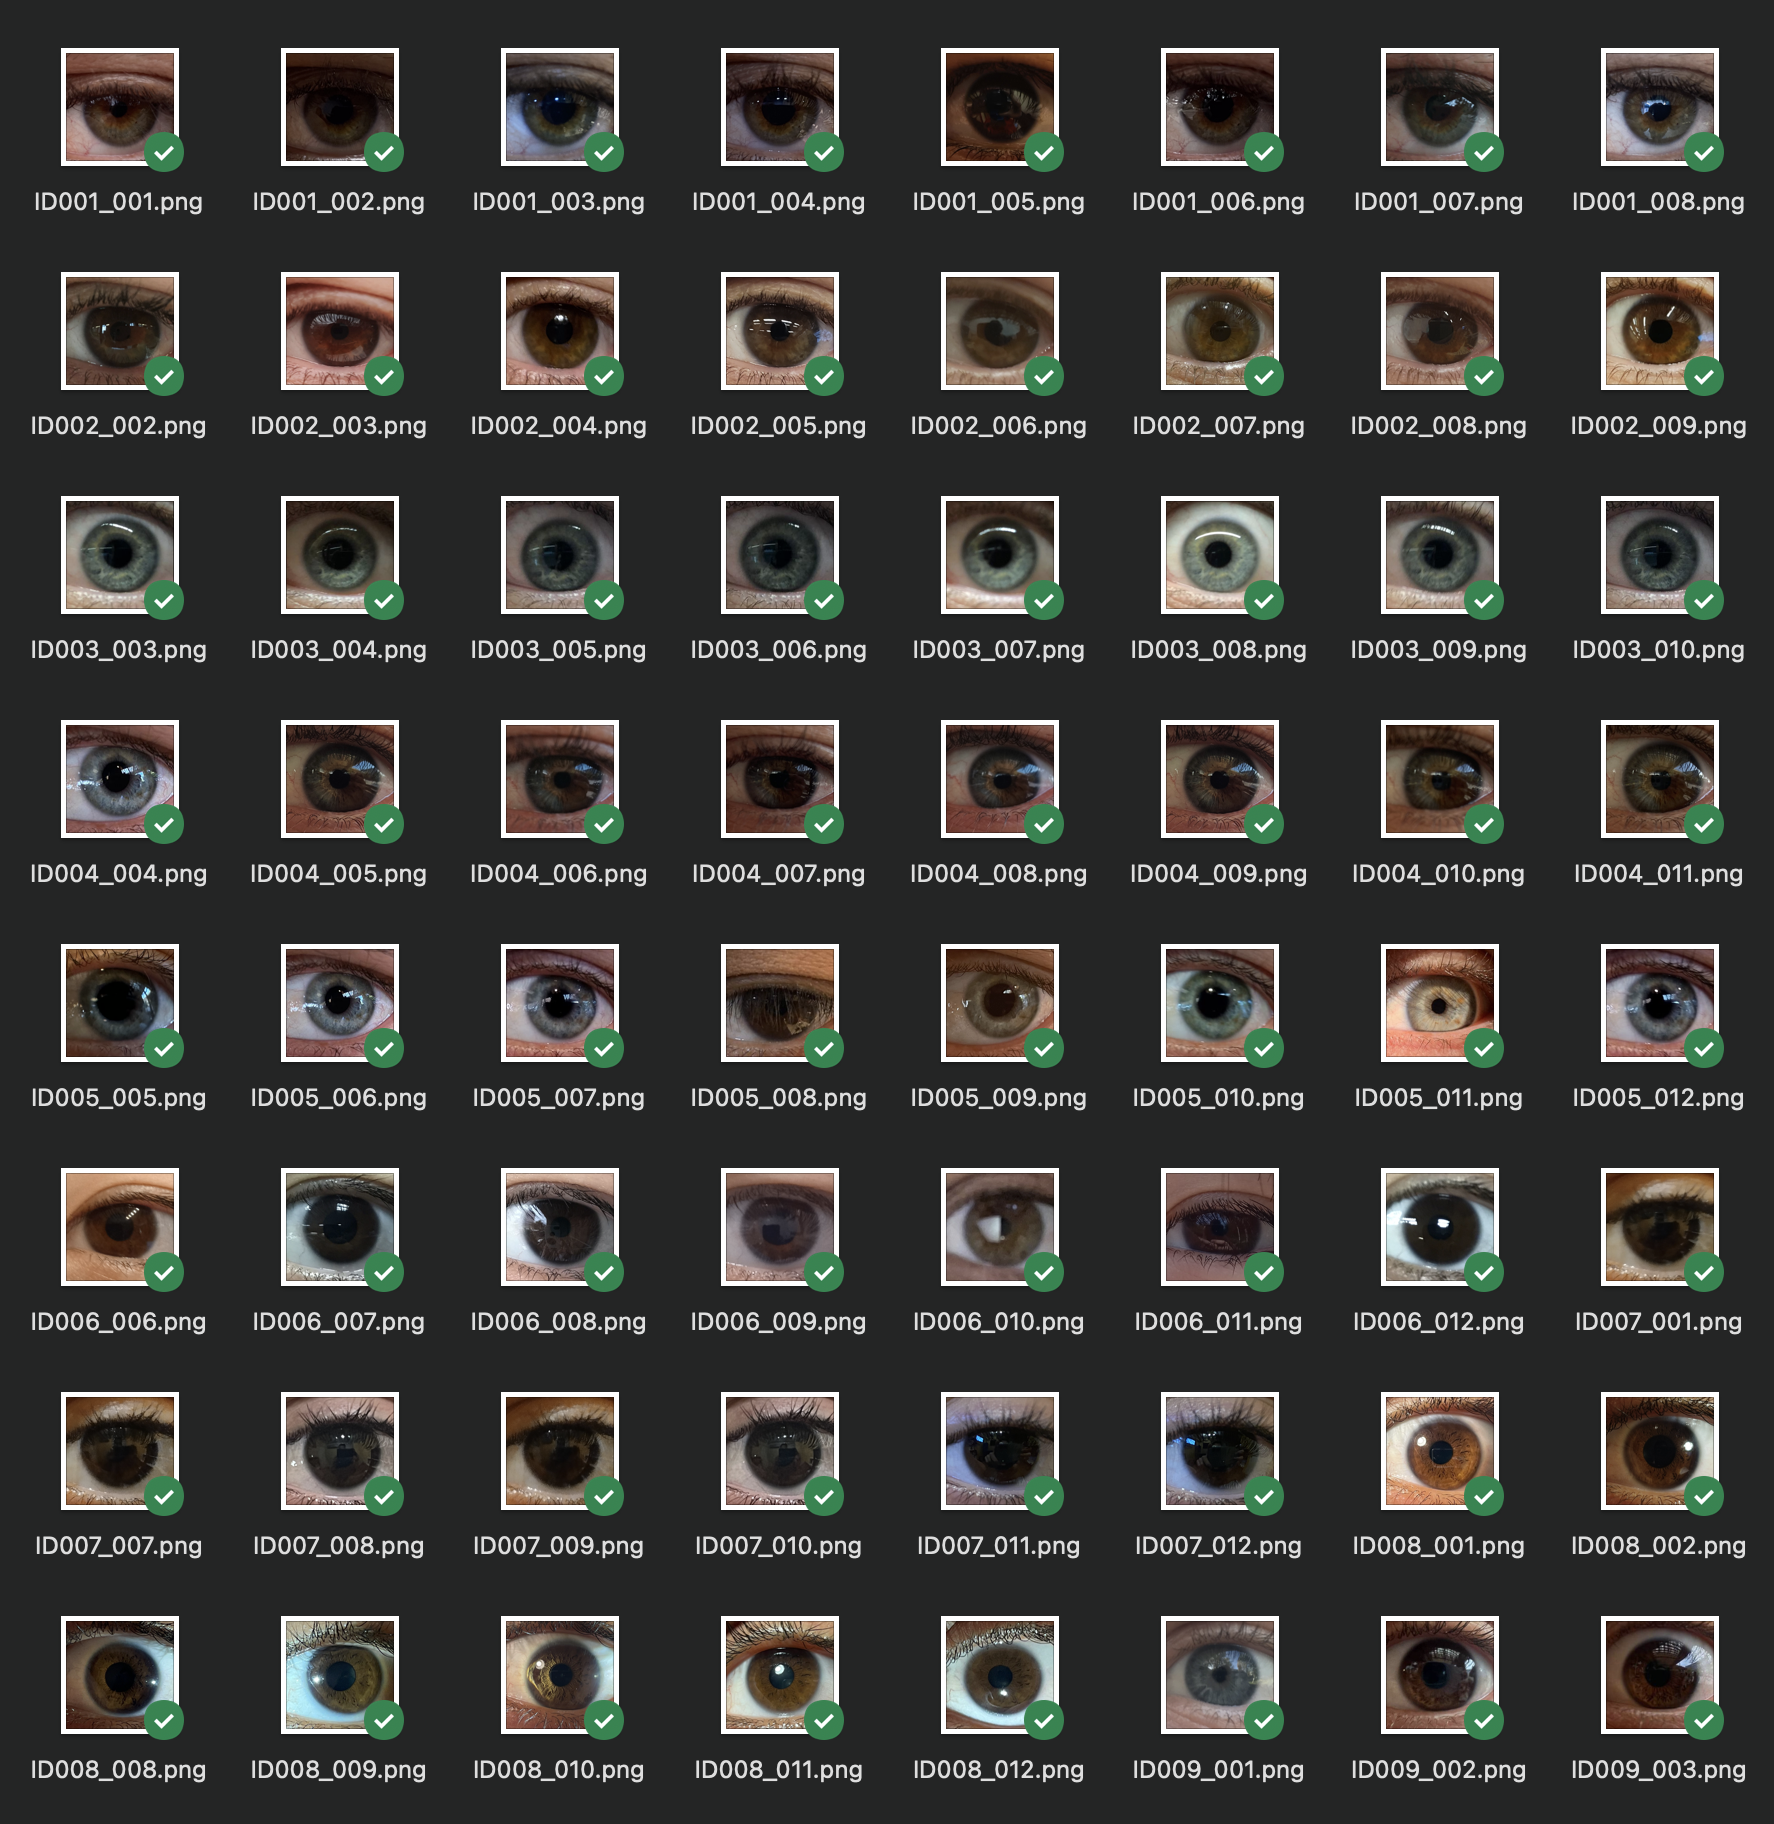 ID001_001.png ID001_002.png ID001_003.png ID001_004.png ID001_005.png ID001_006.png ID001_007.png ID001_008.png
ID002_002.png ID002_003.png ID002_004.png ID002_005.png ID002_006.png ID002_007.png ID002_008.png ID002_009.png
ID003_003.png ID003_004.png ID003_005.png ID003_006.png ID003_007.png ID003_008.png ID003_009.png ID003_010.png
ID004_004.png ID004_005.png ID004_006.png ID004_007.png ID004_008.png ID004_009.png ID004_010.png ID004_011.png
ID005_005.png ID005_006.png ID005_007.png ID005_008.png ID005_009.png ID005_010.png ID005_011.png ID005_012.png
ID006_006.png ID006_007.png ID006_008.png ID006_009.png ID006_010.png ID006_011.png ID006_012.png ID007_001.png
ID007_007.png ID007_008.png ID007_009.png ID007_010.png ID007_011.png ID007_012.png ID008_001.png ID008_002.png
ID008_008.png ID008_009.png ID008_010.png ID008_011.png ID008_012.png ID009_001.png ID009_002.png ID009_003.png